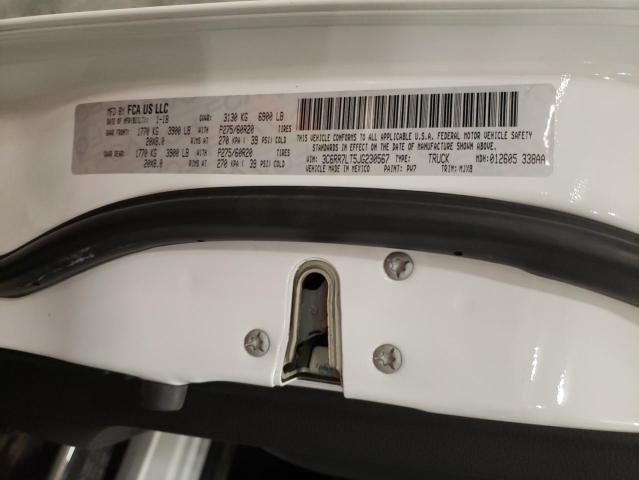 MFD BY FCA US LLC
DATE OF MFR 1-18 GVWR: 3130 KG 6900 LB
GAWR FRONT: 1770 KG 3900 LB WITH P275/60R20 TIRES
20X8.0 RIMS AT 270 KPA ( 39 PSI) COLD
GAWR REAR: 1770 KG 3900 LB WITH P275/60R20 TIRES
20X8.0 RIMS AT 270 KPA ( 39 PSI) COLD
THIS VEHICLE CONFORMS TO ALL APPLICABLE U.S.A. FEDERAL MOTOR VEHICLE SAFETY
STANDARDS IN EFFECT ON THE DATE OF MANUFACTURE SHOWN ABOVE.
VIN: 3C6RR7LT5JG230567 TYPE: TRUCK MDH: 012605 338AA
VEHICLE MADE IN MEXICO PAINT: PW7 TRIM: MJX8